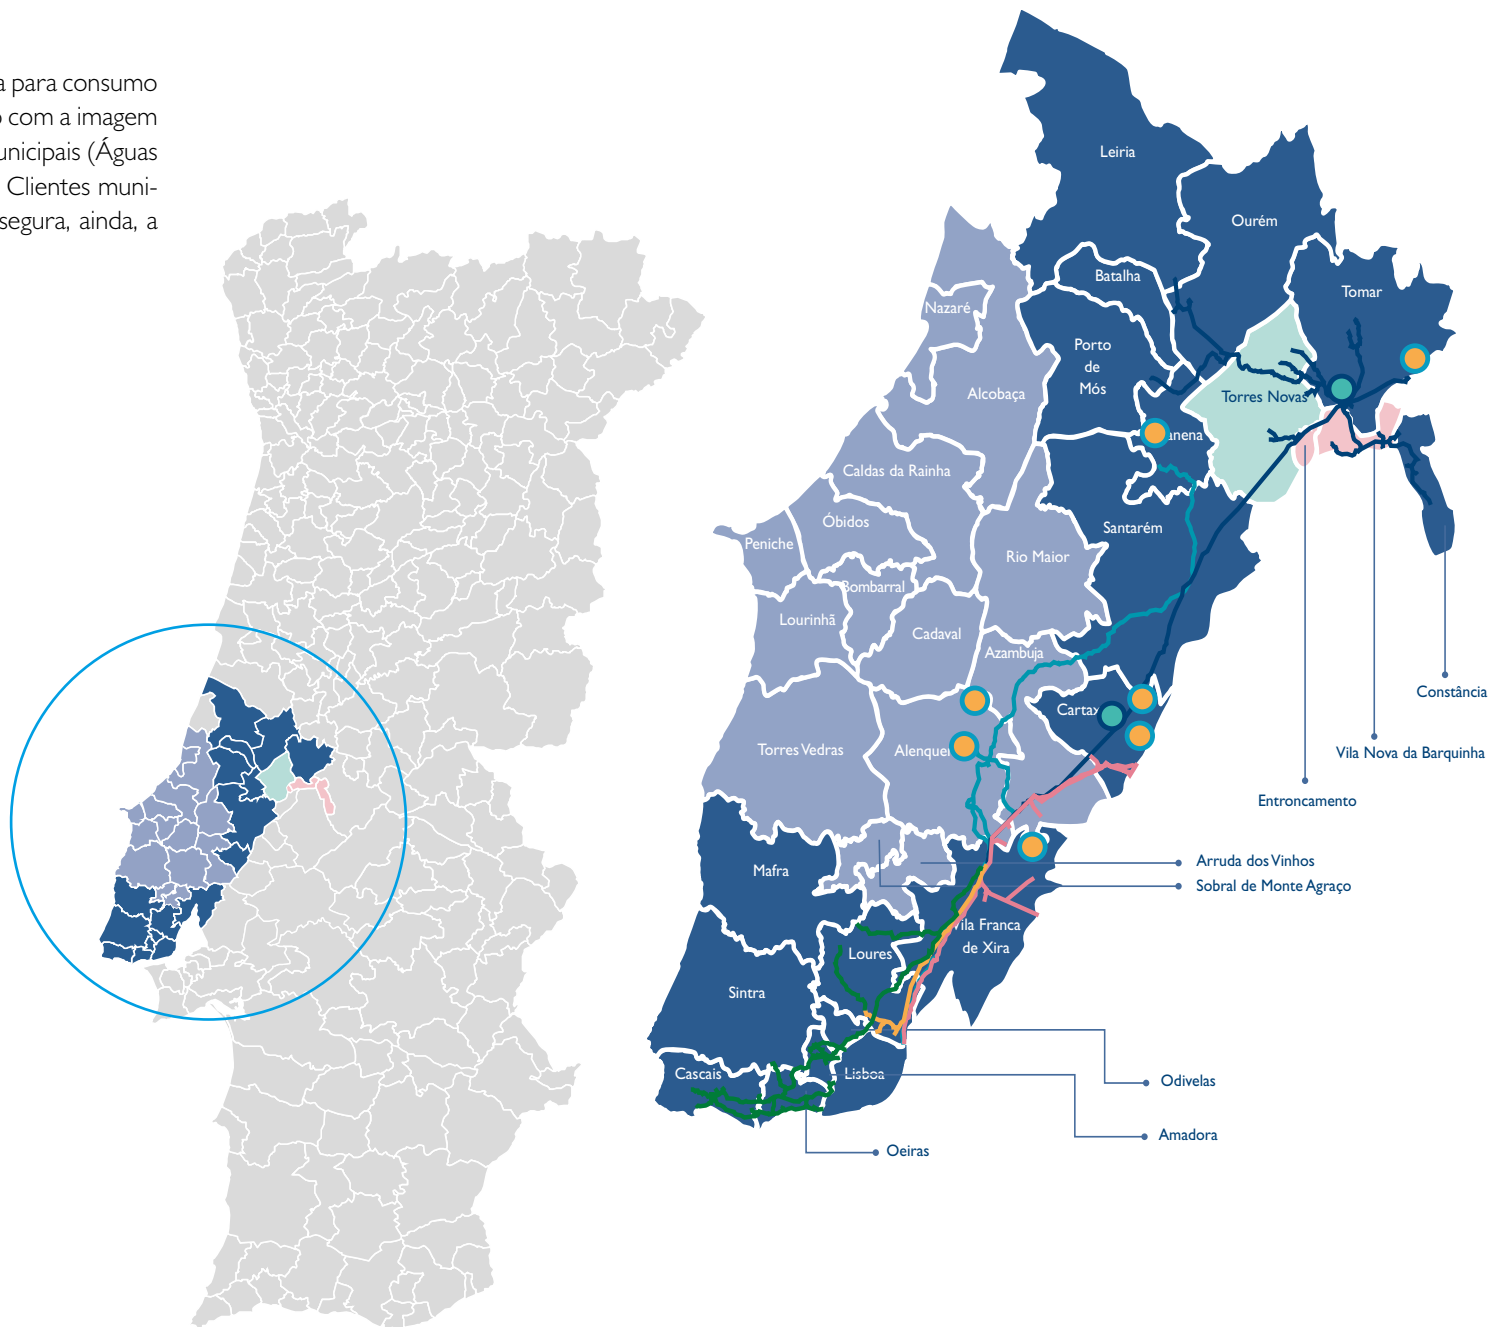 a para consumo
o com a imagem
unicipais (Águas
Clientes muni-
segura, ainda, a
Leiria
Ourém
Batalha
Tomar
Nazaré
Porto
de
Mós
Alcobaça
Torres Novas
anena
Caldas da Rainha
Óbidos
Santarém
Peniche
Rio Maior
Bombarral
Lourinhã
Cadaval
Azambuja
Constância
Cartax
Torres Vedras
Alenquer
Vila Nova da Barquinha
Entroncamento
Arruda dos Vinhos
Mafra
Sobral de Monte Agraço
Vila Franca
de Xira
Loures
Sintra
Cascais
Lisboa
Odivelas
Amadora
Oeiras